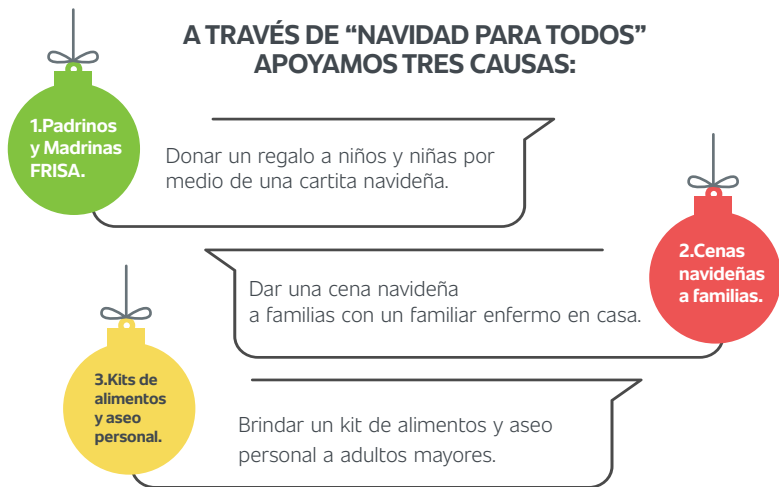 A TRAVÉS DE “NAVIDAD PARA TODOS”
APOYAMOS TRES CAUSAS:
1.Padrinos
y Madrinas
FRISA.
Donar un regalo a niños y niñas por
medio de una cartita navideña.
2.Cenas
navideñas
a familias.
Dar una cena navideña
a familias con un familiar enfermo en casa.
3.Kits de
alimentos
y aseo
personal.
Brindar un kit de alimentos y aseo
personal a adultos mayores.